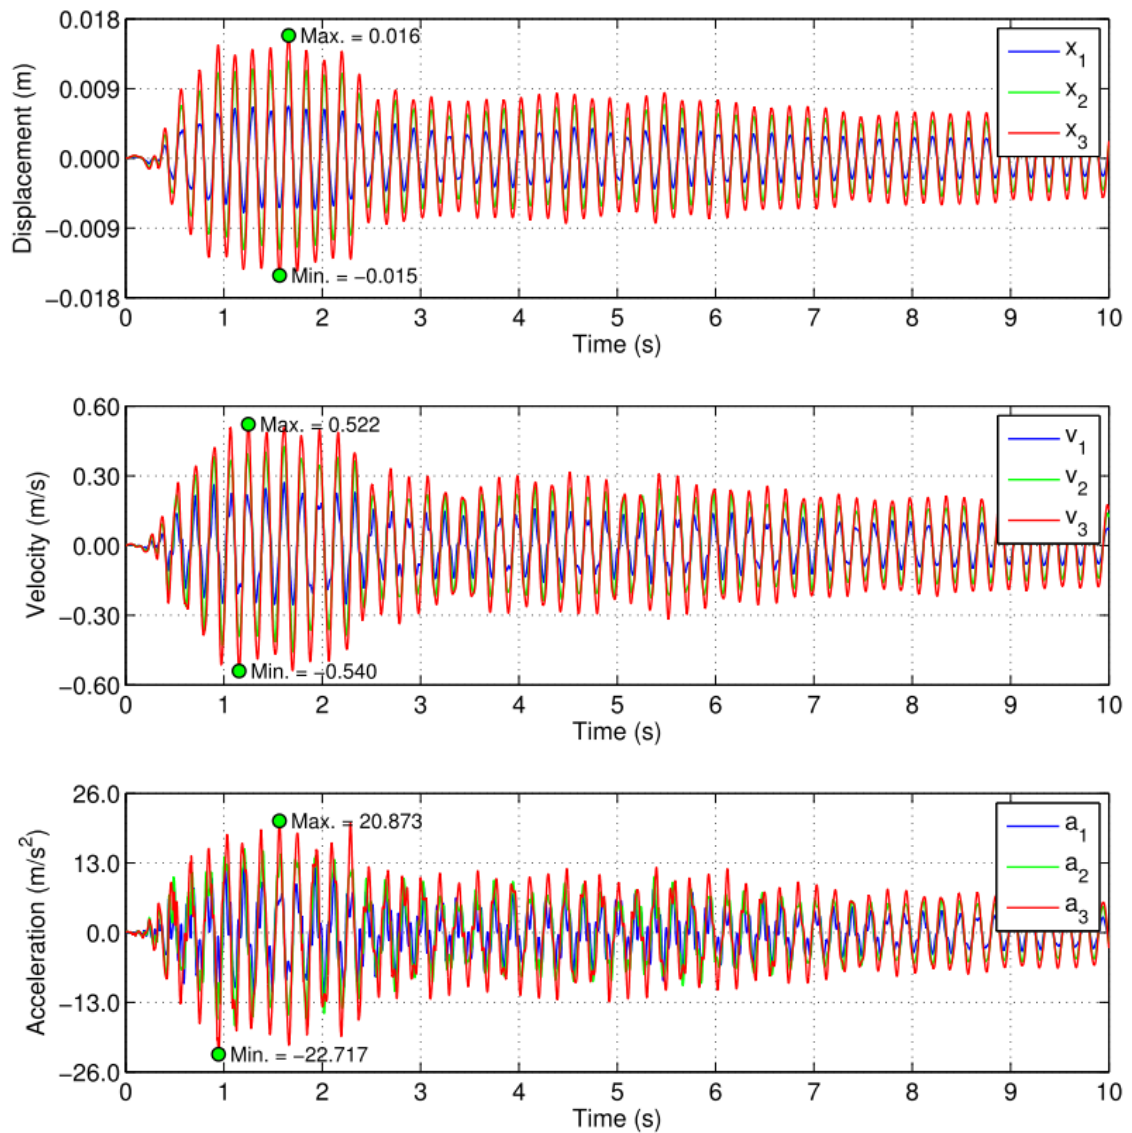 0.018
0.009
0.000
−0.009
−0.018
Displacement (m)
Max. = 0.016
Min. = −0.015
x1
x2
x3
0 1 2 3 4 5 6 7 8 9 10
Time (s)
0.60
0.30
0.00
−0.30
−0.60
Velocity (m/s)
Max. = 0.522
Min. = −0.540
v1
v2
v3
0 1 2 3 4 5 6 7 8 9 10
Time (s)
26.0
13.0
0.0
−13.0
−26.0
Acceleration (m/s²)
Max. = 20.873
Min. = −22.717
a1
a2
a3
0 1 2 3 4 5 6 7 8 9 10
Time (s)